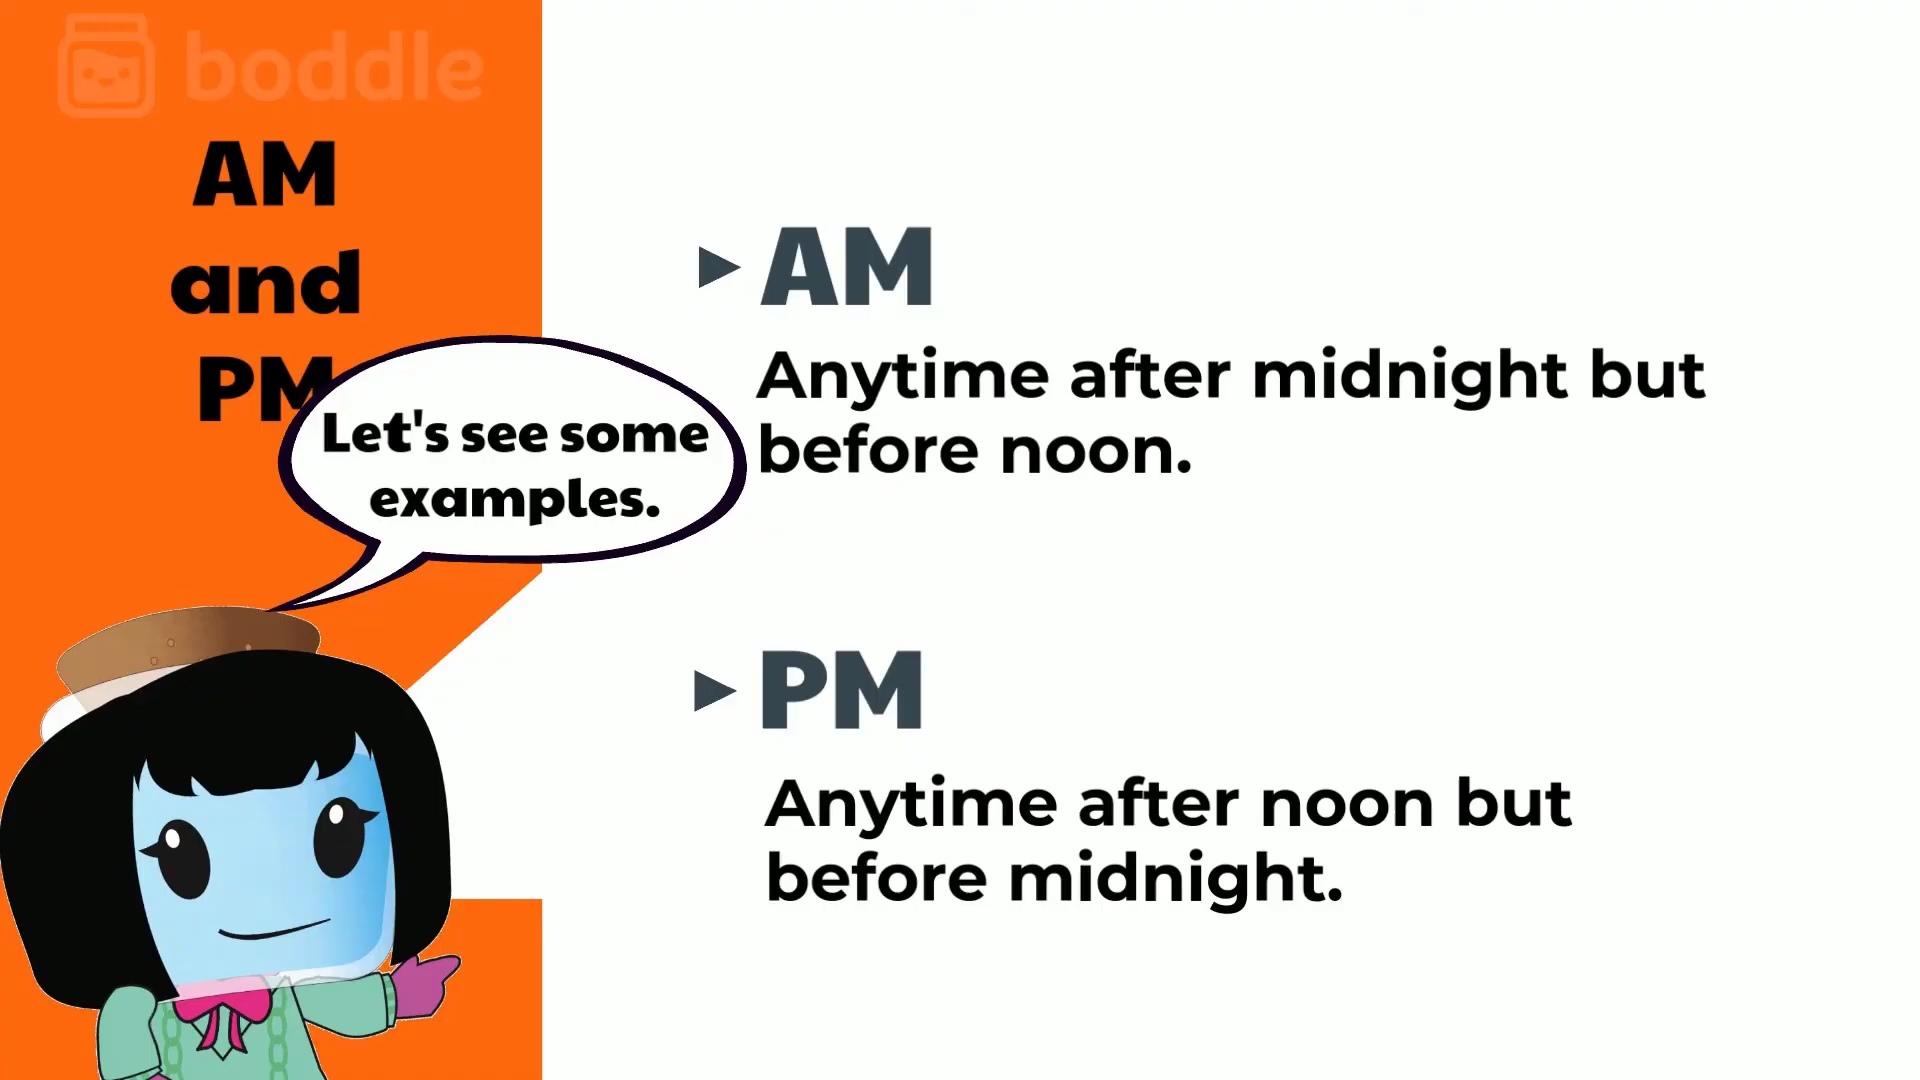 boddle
AM
and
PM
Let's see some
examples.
AM
Anytime after midnight but
before noon.
PM
Anytime after noon but
before midnight.